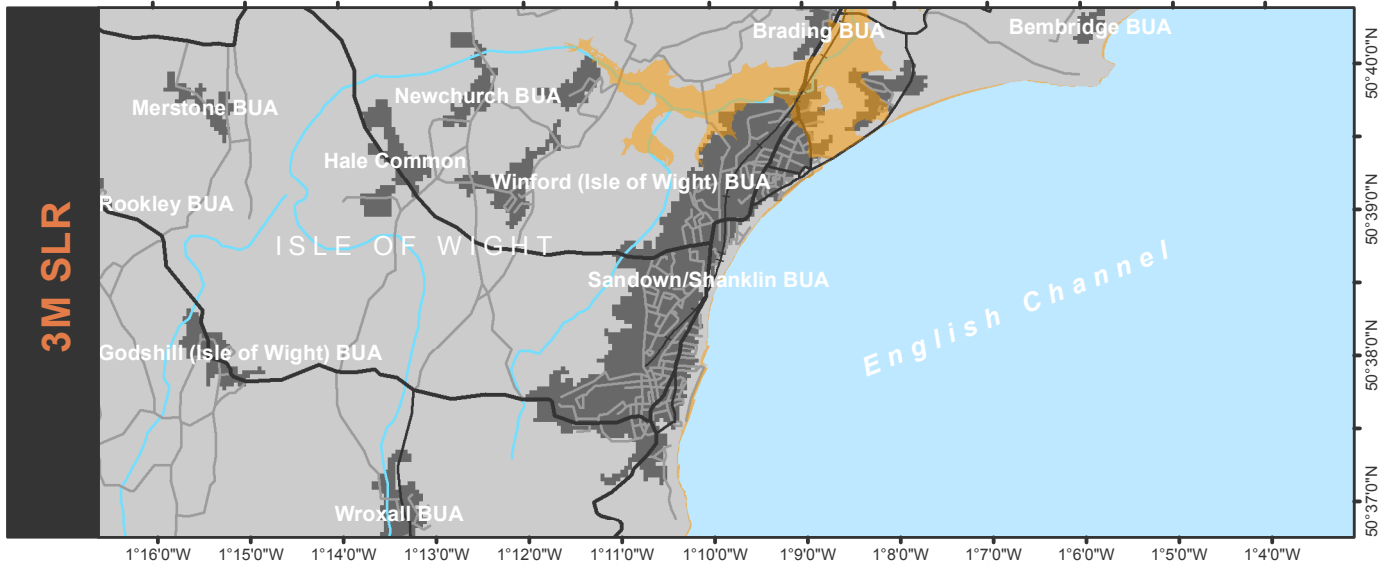 3M SLR
Brading BUA
Bembridge BUA
Merstone BUA
Newchurch BUA
Hale Common
Winford (Isle of Wight) BUA
Rookley BUA
ISLE OF WIGHT
Sandown/Shanklin BUA
English Channel
Godshill (Isle of Wight) BUA
Wroxall BUA
50°40'0"N
50°39'0"N
50°38'0"N
50°37'0"N
1°16'0"W 1°15'0"W 1°14'0"W 1°13'0"W 1°12'0"W 1°11'0"W 1°10'0"W 1°9'0"W 1°8'0"W 1°7'0"W 1°6'0"W 1°5'0"W 1°4'0"W